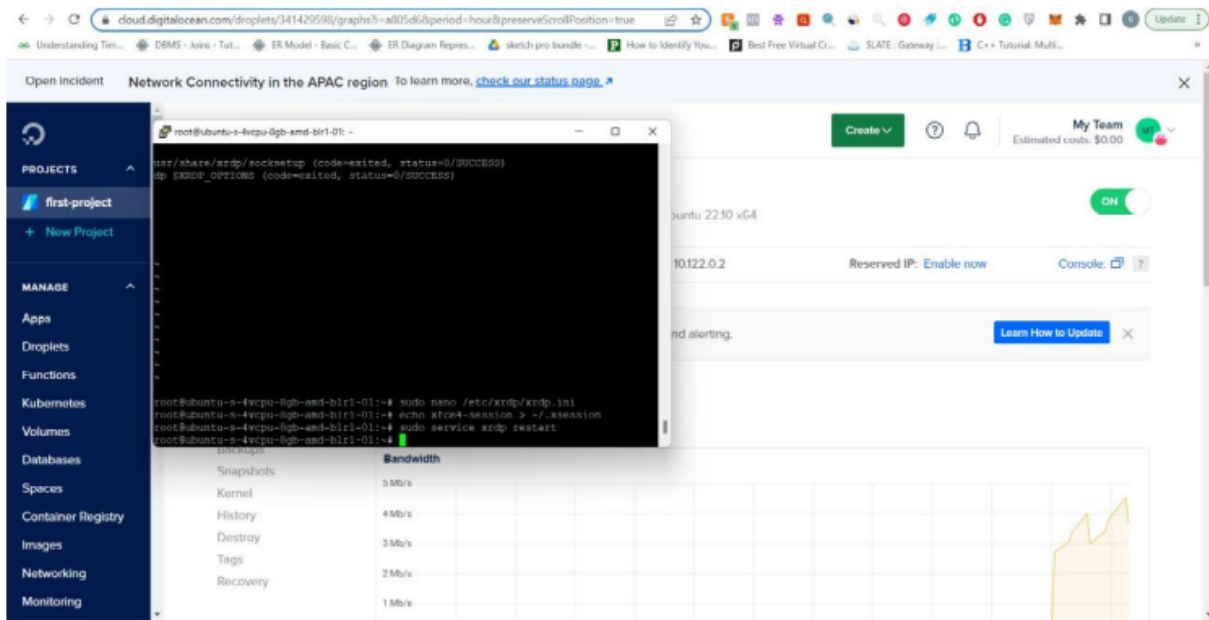 cloud.digitalocean.com/droplets/341429598/graphs?i=a805d6&period=hour&preserveScrollPosition=true
Update
Understanding Tim...
DBMS - Joins - Tut...
ER Model - Basic C...
ER Diagram Repres...
sketch pro bundle -...
How to Identify You...
Best Free Virtual Cr...
SLATE : Gateway :...
C++ Tutorial: Multi...
»
Open Incident
Network Connectivity in the APAC region
To learn more, check our status page
PROJECTS
first-project
+ New Project
MANAGE
Apps
Droplets
Functions
Kubernetes
Volumes
Databases
Spaces
Container Registry
Images
Networking
Monitoring
root@ubuntu-s-4vcpu-8gb-amd-blr1-01: ~
usr/share/xrdp/socksetup (code=exited, status=0/SUCCESS)
dp $XRDP_OPTIONS (code=exited, status=0/SUCCESS)
~
~
~
~
~
~
~
~
~
root@ubuntu-s-4vcpu-8gb-amd-blr1-01:~# sudo nano /etc/xrdp/xrdp.ini
root@ubuntu-s-4vcpu-8gb-amd-blr1-01:~# echo xfce4-session > ~/.xsession
root@ubuntu-s-4vcpu-8gb-amd-blr1-01:~# sudo service xrdp restart
root@ubuntu-s-4vcpu-8gb-amd-blr1-01:~#
Create
?
My Team
Estimated costs: $0.00
MT
buntu 22.10 x64
ON
10.122.0.2
Reserved IP: Enable now
Console:
?
nd alerting.
Learn How to Update
Backups
Snapshots
Kernel
History
Destroy
Tags
Recovery
Bandwidth
5 Mb/s
4 Mb/s
3 Mb/s
2 Mb/s
1 Mb/s